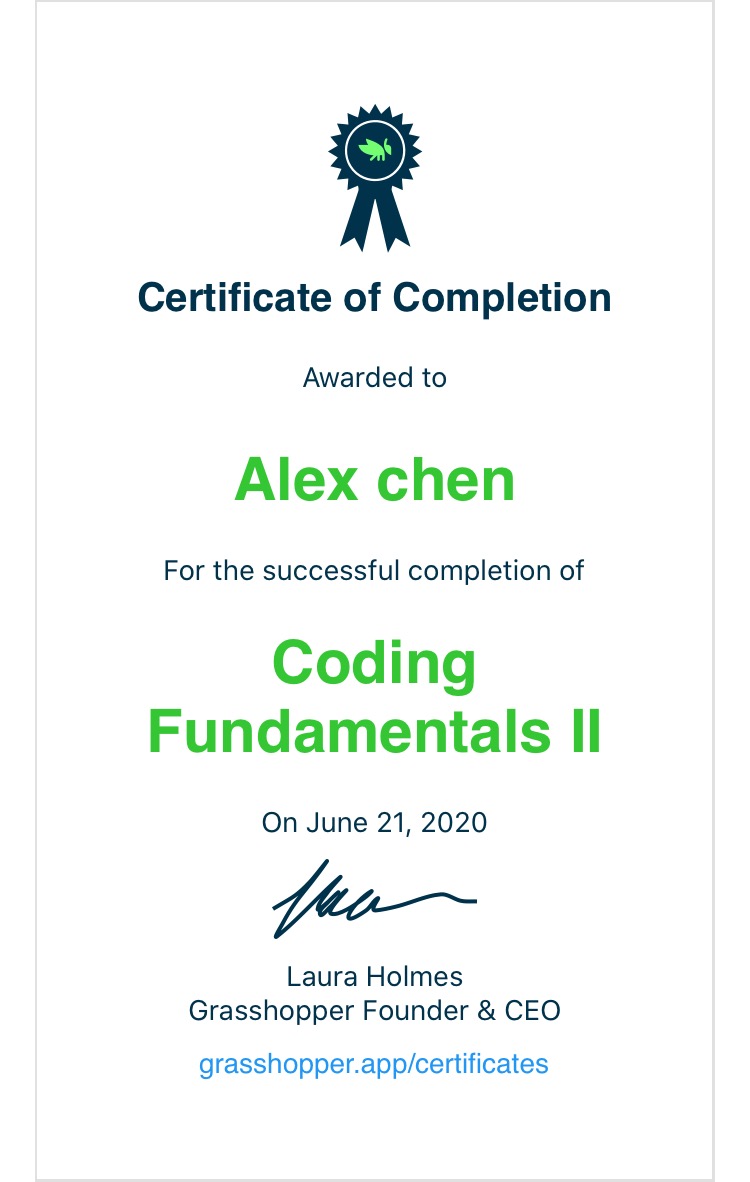 Certificate of Completion
Awarded to
Alex chen
For the successful completion of
Coding
Fundamentals II
On June 21, 2020
Laura Holmes
Grasshopper Founder & CEO
grasshopper.app/certificates